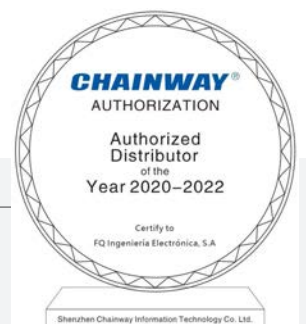 CHAINWAY®
AUTHORIZATION
Authorized
Distributor
of the
Year 2020–2022
Certify to
FQ Ingeniería Electrónica, S.A
Shenzhen Chainway Information Technology Co. Ltd.